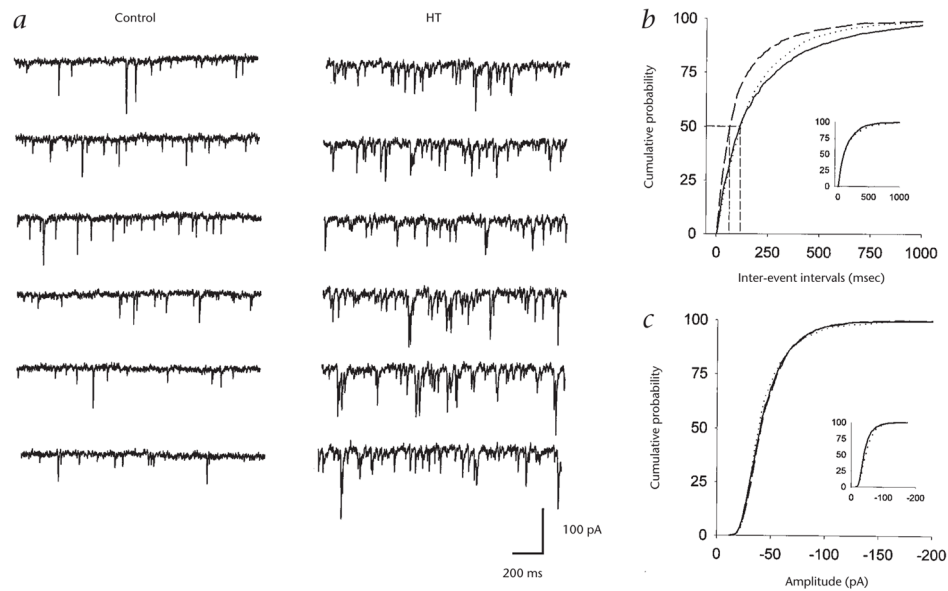 a
Control
HT
100 pA
200 ms
b
Cumulative probability
100
75
50
25
0
0 250 500 750 1000
Inter-event intervals (msec)
100
75
50
25
0
0 500 1000
c
Cumulative probability
100
75
50
25
0
0 -50 -100 -150 -200
Amplitude (pA)
100
75
50
25
0
0 -100 -200